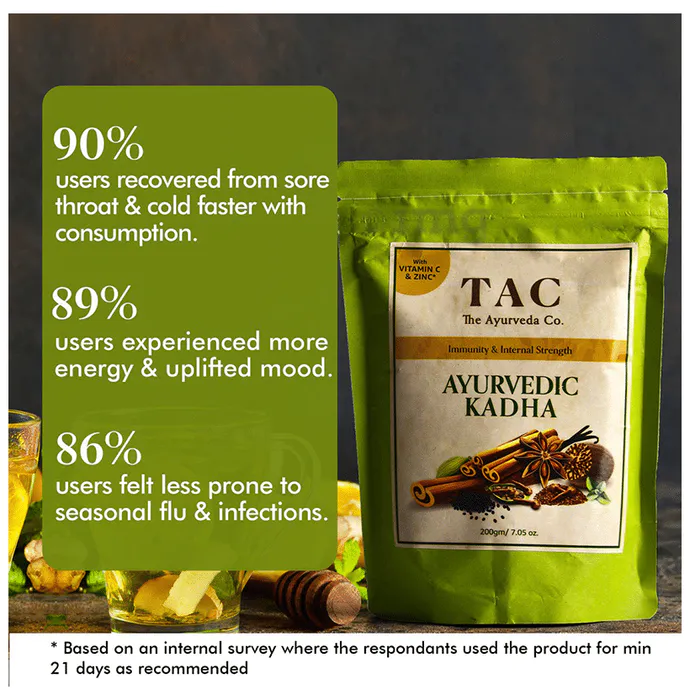 90%
users recovered from sore
throat & cold faster with
consumption.
89%
users experienced more
energy & uplifted mood.
86%
users felt less prone to
seasonal flu & infections.
With
VITAMIN C
& ZINC*
TAC
The Ayurveda Co.
Immunity & Internal Strength
AYURVEDIC
KADHA
200gm/ 7.05 oz.
* Based on an internal survey where the respondants used the product for min
21 days as recommended